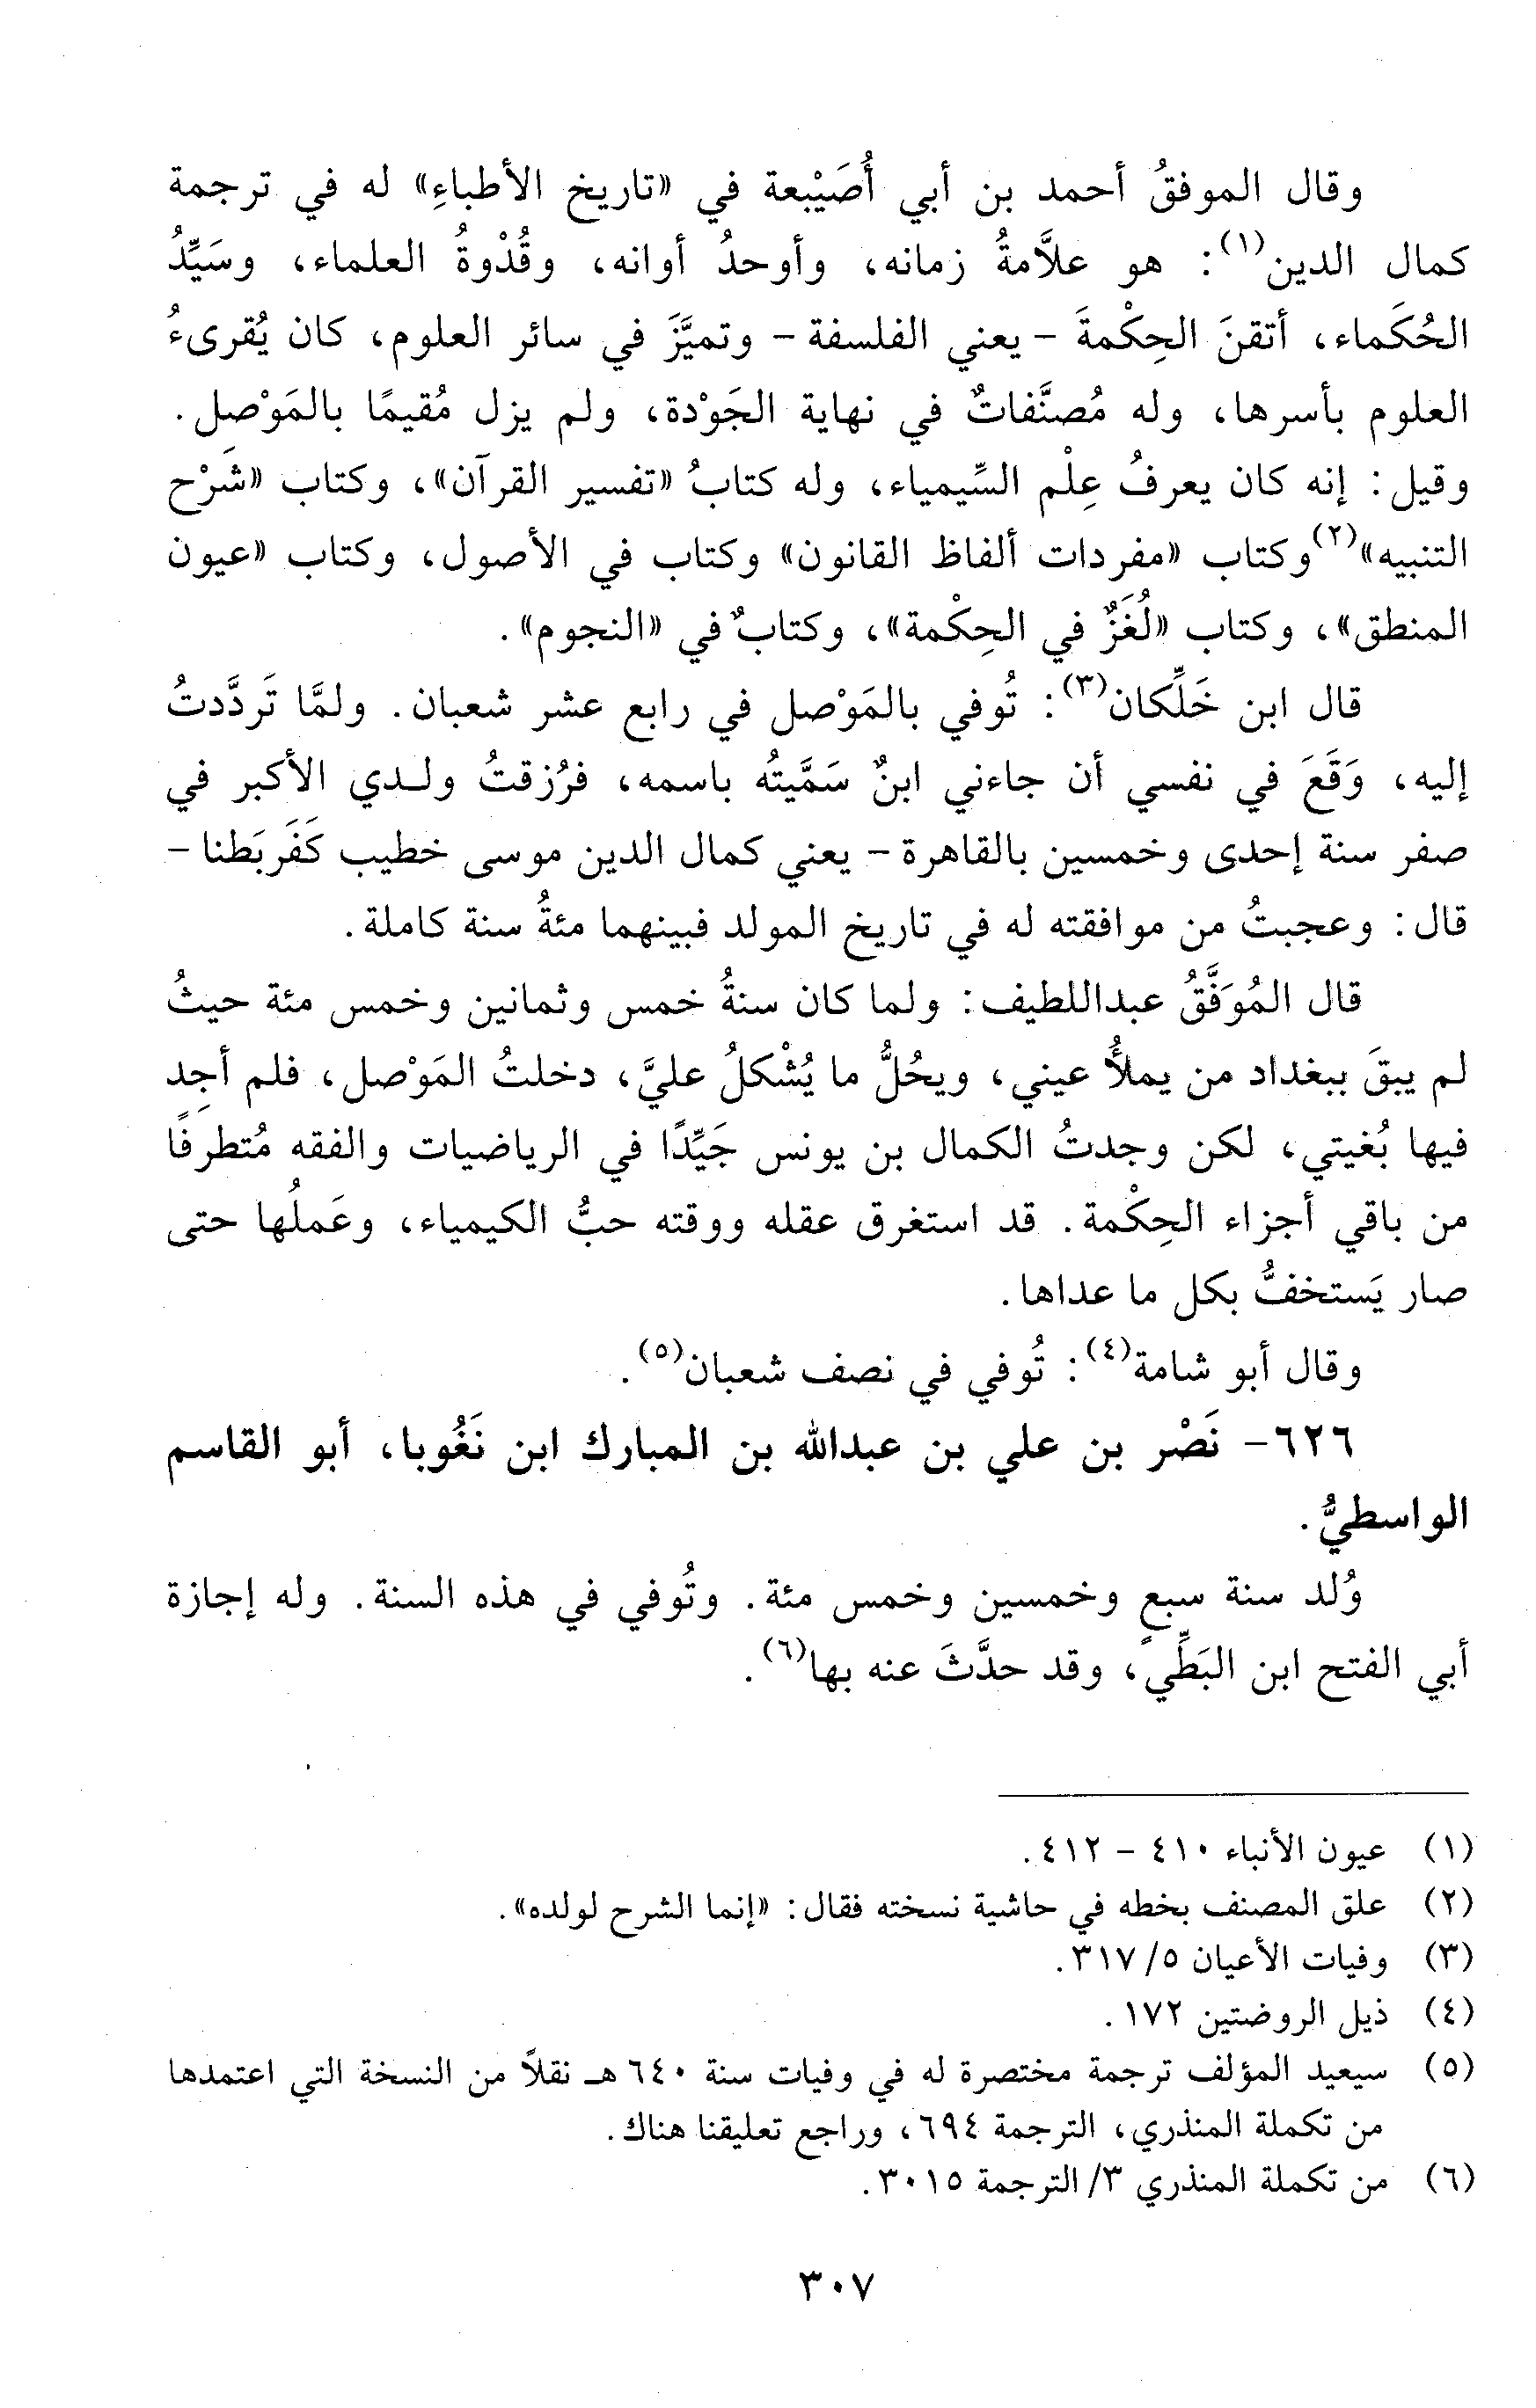 وقال الموفقُ أحمد بن أبي أُصَيْبعة في «تاريخ الأطباءِ» له في ترجمة
كمال الدين(١): هو علاَّمةُ زمانه، وأوحدُ أوانه، وقُدْوةُ العلماء، وسَيِّدُ
الحُكَماء، أتقنَ الحِكْمةَ - يعني الفلسفة - وتميَّزَ في سائر العلوم، كان يُقرىءُ
العلوم بأسرها، وله مُصنَّفاتٌ في نهاية الجَوْدة، ولم يزل مُقيمًا بالمَوْصل.
وقيل: إنه كان يعرفُ عِلْم السِّيمياء، وله كتابُ «تفسير القرآن»، وكتاب «شَرْح
التنبيه»(٢) وكتاب «مفردات ألفاظ القانون» وكتاب في الأصول، وكتاب «عيون
المنطق»، وكتاب «لُغَزٌ في الحِكْمة»، وكتابٌ في «النجوم».
قال ابن خَلِّكان(٣): تُوفي بالمَوْصل في رابع عشر شعبان. ولمَّا تَردَّدتُ
إليه، وَقَعَ في نفسي أن جاءني ابنٌ سَمَّيتُه باسمه، فرُزقتُ ولدي الأكبر في
صفر سنة إحدى وخمسين بالقاهرة - يعني كمال الدين موسى خطيب كَفَربَطنا -
قال: وعجبتُ من موافقته له في تاريخ المولد فبينهما مئةُ سنة كاملة.
قال المُوَفَّقُ عبداللطيف: ولما كان سنةُ خمس وثمانين وخمس مئة حيثُ
لم يبقَ ببغداد من يملأُ عيني، ويحُلُّ ما يُشْكلُ عليَّ، دخلتُ المَوْصل، فلم أجِد
فيها بُغيتي، لكن وجدتُ الكمال بن يونس جَيِّدًا في الرياضيات والفقه مُتطرفًا
من باقي أجزاء الحِكْمة. قد استغرق عقله ووقته حبُّ الكيمياء، وعَملُها حتى
صار يَستخفُّ بكل ما عداها.
وقال أبو شامة(٤): تُوفي في نصف شعبان(٥).
٦٢٦- نَصْر بن علي بن عبدالله بن المبارك ابن نَغُوبا، أبو القاسم
الواسطيُّ.
وُلد سنة سبعٍ وخمسين وخمس مئة. وتُوفي في هذه السنة. وله إجازة
أبي الفتح ابن البَطِّي، وقد حدَّثَ عنه بها(٦).
(١) عيون الأنباء ٤١٠ - ٤١٢.
(٢) علق المصنف بخطه في حاشية نسخته فقال: «إنما الشرح لولده».
(٣) وفيات الأعيان ٥/ ٣١٧.
(٤) ذيل الروضتين ١٧٢.
(٥) سيعيد المؤلف ترجمة مختصرة له في وفيات سنة ٦٤٠ هـ نقلاً من النسخة التي اعتمدها
من تكملة المنذري، الترجمة ٦٩٤، وراجع تعليقنا هناك.
(٦) من تكملة المنذري ٣/ الترجمة ٣٠١٥.
٣٠٧